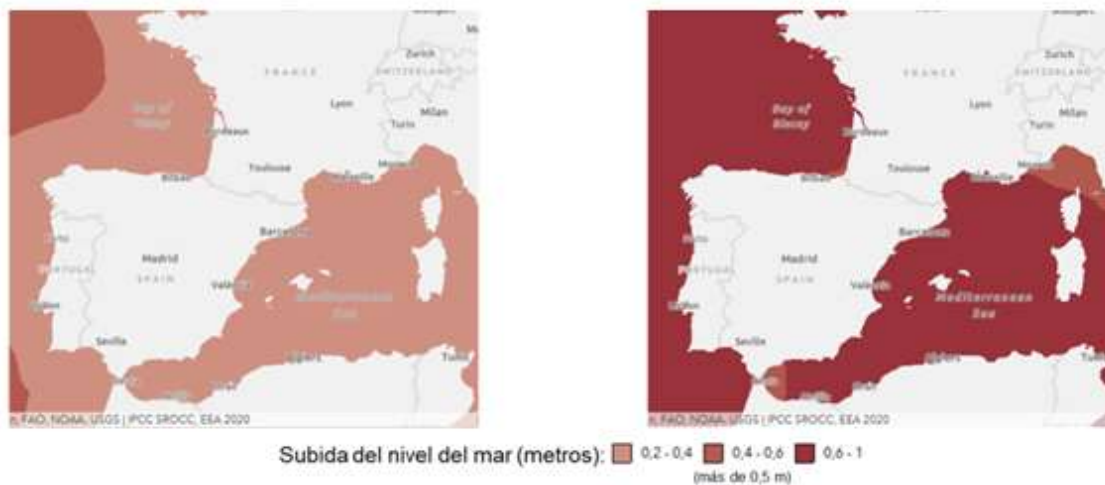 Zurich
FRANCE
SWITZERLAND
Lyon
Milan
Turin
Bay of
Biscay
Bordeaux
Toulouse
Marseille
Bilbao
Barcelona
Madrid
SPAIN
PORTUGAL
Valencia
Mediterranean
Sea
Seville
Algiers
n, FAO, NOAA, USGS | IPCC SROCC, EEA 2020
Zurich
FRANCE
SWITZERLAND
Lyon
Milan
Turin
Bay of
Biscay
Bordeaux
Toulouse
Marseille
Bilbao
Barcelona
Madrid
SPAIN
PORTUGAL
Valencia
Mediterranean
Sea
Seville
Algiers
n, FAO, NOAA, USGS | IPCC SROCC, EEA 2020
Subida del nivel del mar (metros): 0,2 - 0,4 0,4 - 0,6 0,6 - 1
(más de 0,5 m)